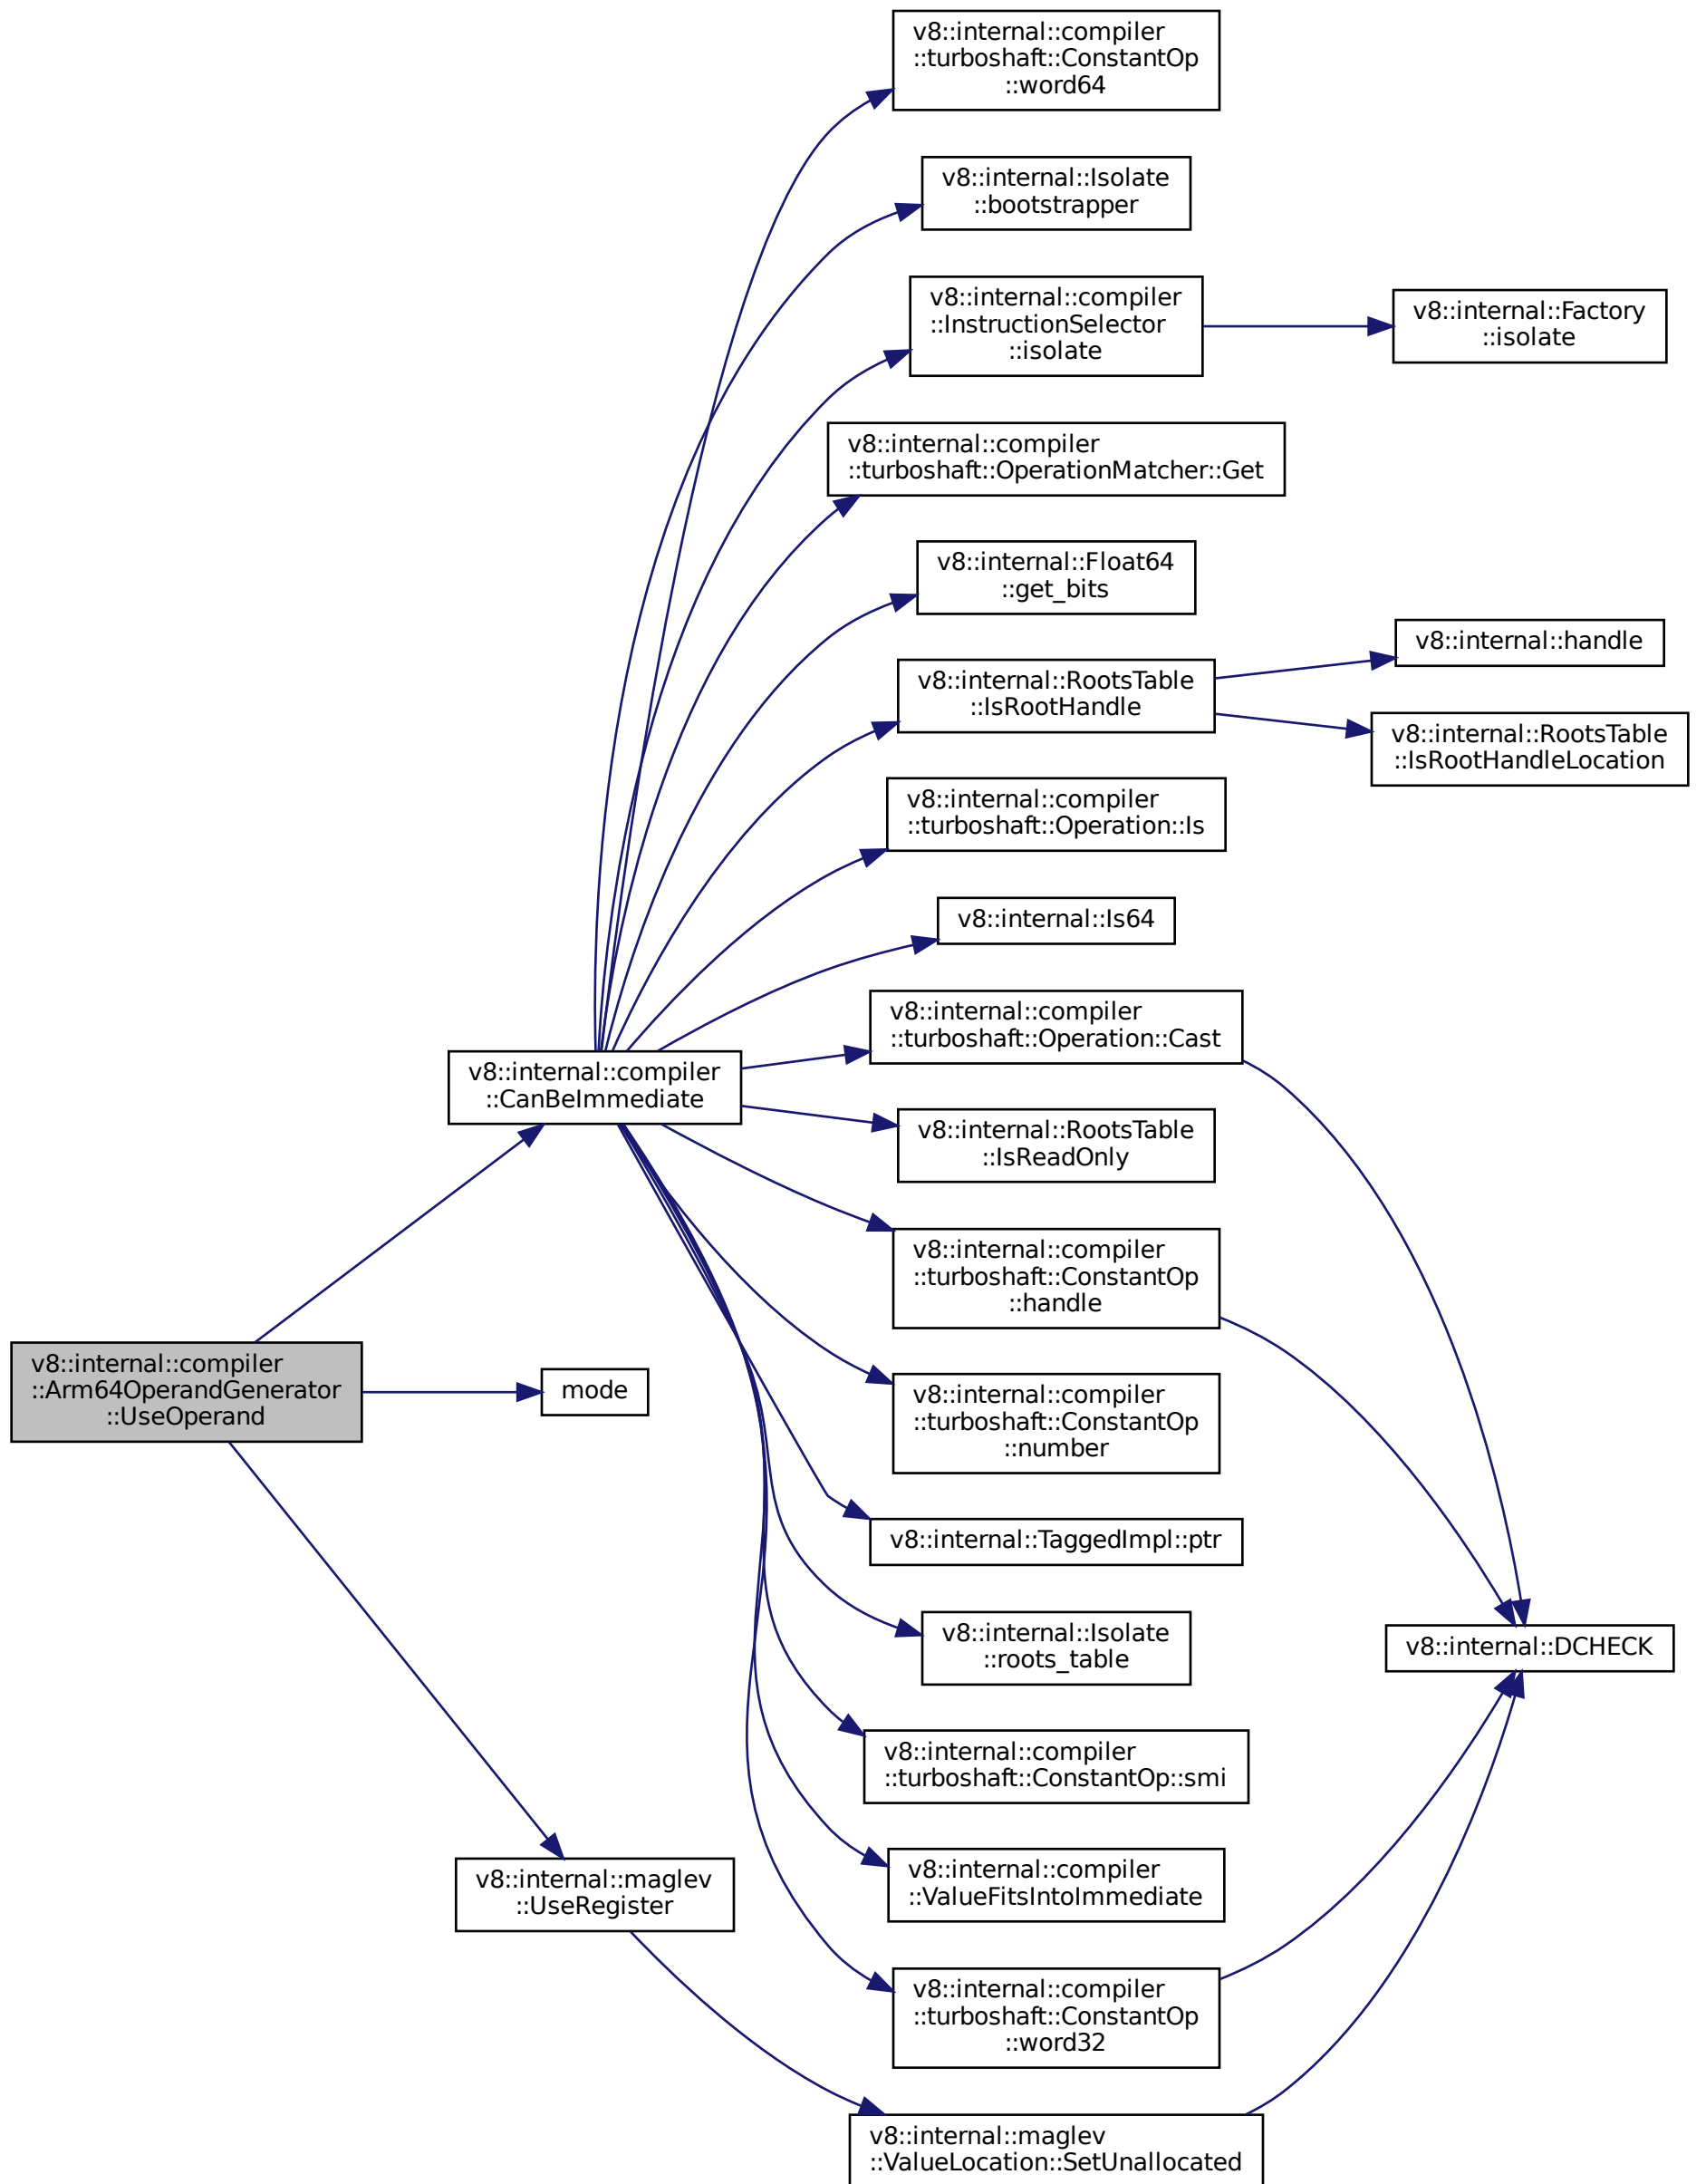 v8::internal::compiler
::turboshaft::ConstantOp
::word64
v8::internal::Isolate
::bootstrapper
v8::internal::compiler
::InstructionSelector
::isolate
v8::internal::Factory
::isolate
v8::internal::compiler
::turboshaft::OperationMatcher::Get
v8::internal::Float64
::get_bits
v8::internal::RootsTable
::IsRootHandle
v8::internal::handle
v8::internal::RootsTable
::IsRootHandleLocation
v8::internal::compiler
::turboshaft::Operation::Is
v8::internal::Is64
v8::internal::compiler
::turboshaft::Operation::Cast
v8::internal::compiler
::CanBeImmediate
v8::internal::RootsTable
::IsReadOnly
v8::internal::compiler
::turboshaft::ConstantOp
::handle
v8::internal::compiler
::Arm64OperandGenerator
::UseOperand
mode
v8::internal::compiler
::turboshaft::ConstantOp
::number
v8::internal::TaggedImpl::ptr
v8::internal::Isolate
::roots_table
v8::internal::DCHECK
v8::internal::compiler
::turboshaft::ConstantOp::smi
v8::internal::maglev
::UseRegister
v8::internal::compiler
::ValueFitsIntoImmediate
v8::internal::compiler
::turboshaft::ConstantOp
::word32
v8::internal::maglev
::ValueLocation::SetUnallocated